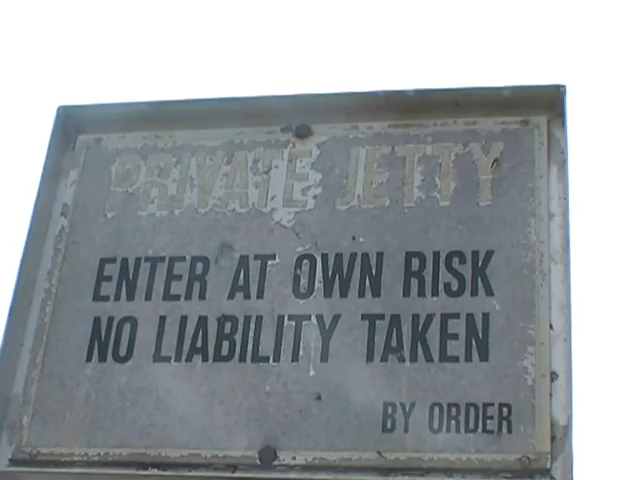 PRIVATE JETTY
ENTER AT OWN RISK
NO LIABILITY TAKEN
BY ORDER